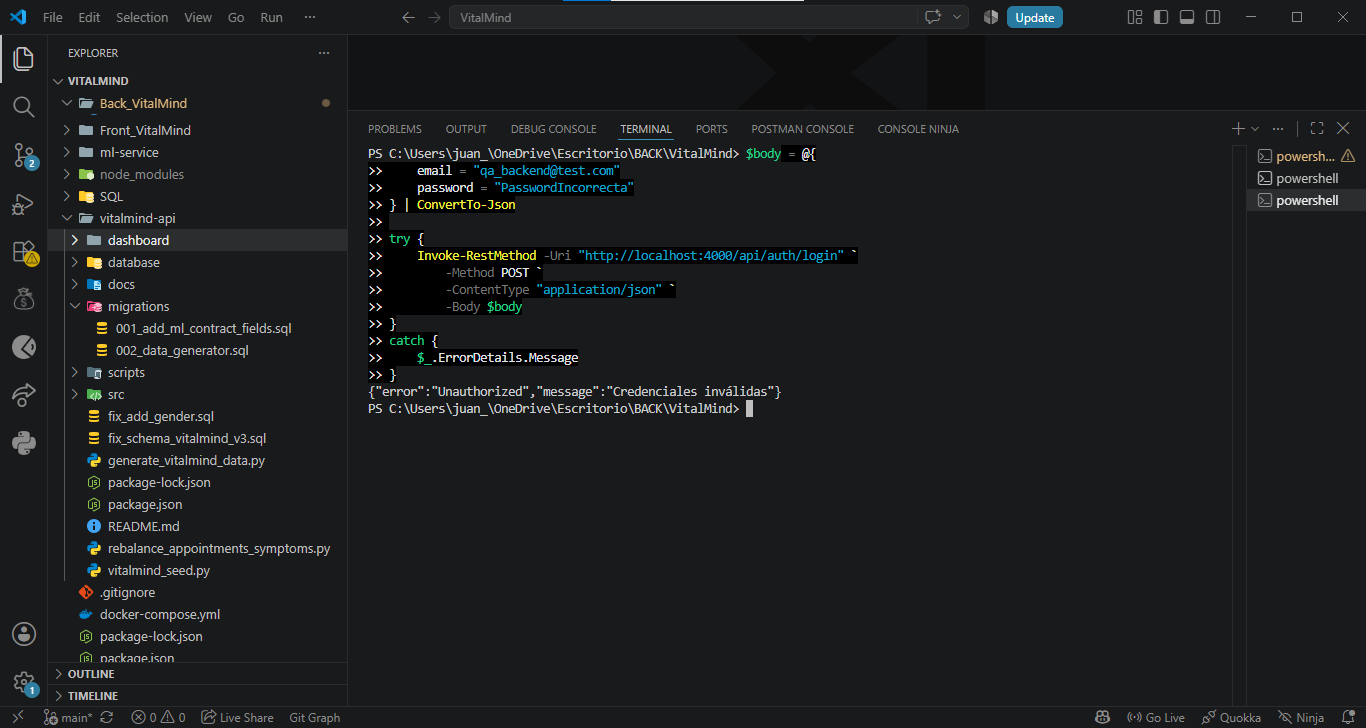 File Edit Selection View Go Run ···
VitalMind
Update
EXPLORER
VITALMIND
Back_VitalMind
Front_VitalMind
ml-service
node_modules
SQL
vitalmind-api
dashboard
database
docs
migrations
001_add_ml_contract_fields.sql
002_data_generator.sql
scripts
src
fix_add_gender.sql
fix_schema_vitalmind_v3.sql
generate_vitalmind_data.py
package-lock.json
package.json
README.md
rebalance_appointments_symptoms.py
vitalmind_seed.py
.gitignore
docker-compose.yml
package-lock.json
package.json
OUTLINE
TIMELINE
2
1
PROBLEMS OUTPUT DEBUG CONSOLE TERMINAL PORTS POSTMAN CONSOLE CONSOLE NINJA
PS C:\Users\juan_\OneDrive\Escritorio\BACK\VitalMind> $body = @{
>>     email = "qa_backend@test.com"
>>     password = "PasswordIncorrecta"
>> } | ConvertTo-Json
>>
>> try {
>>     Invoke-RestMethod -Uri "http://localhost:4000/api/auth/login" `
>>         -Method POST `
>>         -ContentType "application/json" `
>>         -Body $body
>> }
>> catch {
>>     $_.ErrorDetails.Message
>> }
{"error":"Unauthorized","message":"Credenciales inválidas"}
PS C:\Users\juan_\OneDrive\Escritorio\BACK\VitalMind>
powersh...
powershell
powershell
main* 0 0 Live Share Git Graph
Go Live Quokka Ninja